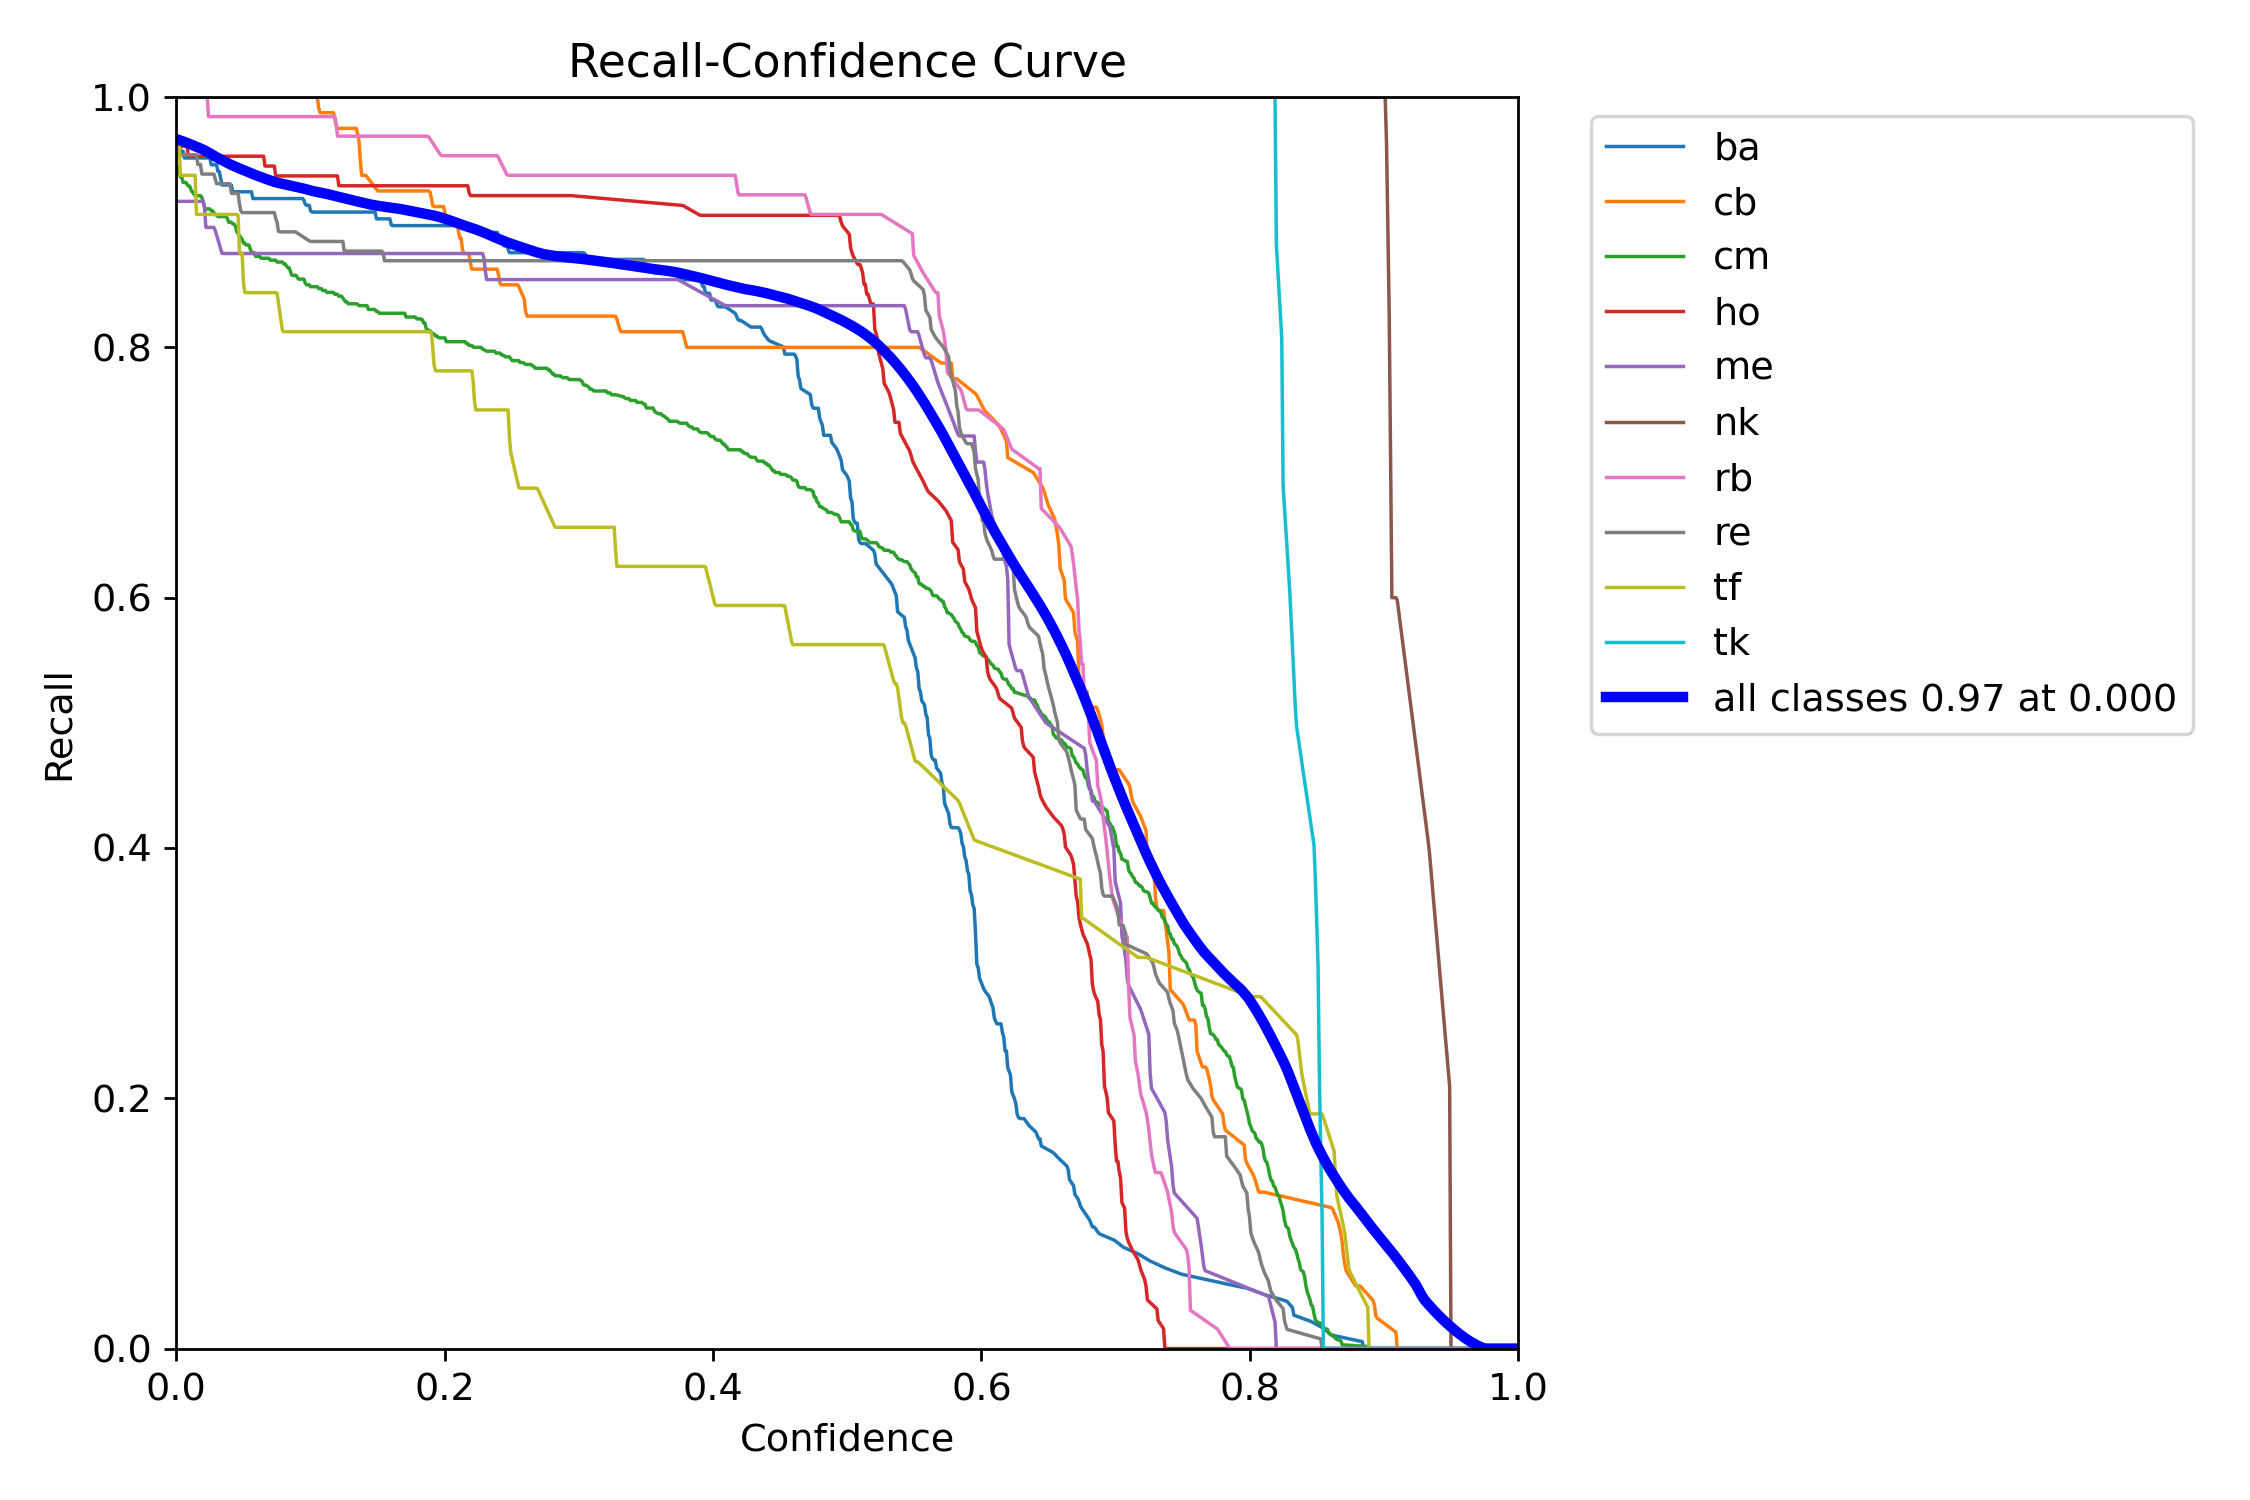 Recall-Confidence Curve
1.0
0.8
0.6
0.4
0.2
0.0
Recall
0.0 0.2 0.4 0.6 0.8 1.0
Confidence
ba
cb
cm
ho
me
nk
rb
re
tf
tk
all classes 0.97 at 0.000